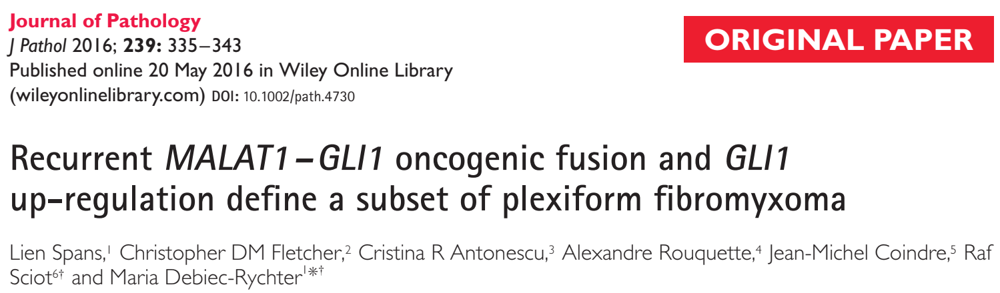 Journal of Pathology
J Pathol 2016; 239: 335–343
Published online 20 May 2016 in Wiley Online Library
(wileyonlinelibrary.com) DOI: 10.1002/path.4730
ORIGINAL PAPER
Recurrent MALAT1–GLI1 oncogenic fusion and GLI1
up-regulation define a subset of plexiform fibromyxoma
Lien Spans,¹ Christopher DM Fletcher,² Cristina R Antonescu,³ Alexandre Rouquette,⁴ Jean-Michel Coindre,⁵ Raf
Sciot⁶† and Maria Debiec-Rychter¹*†